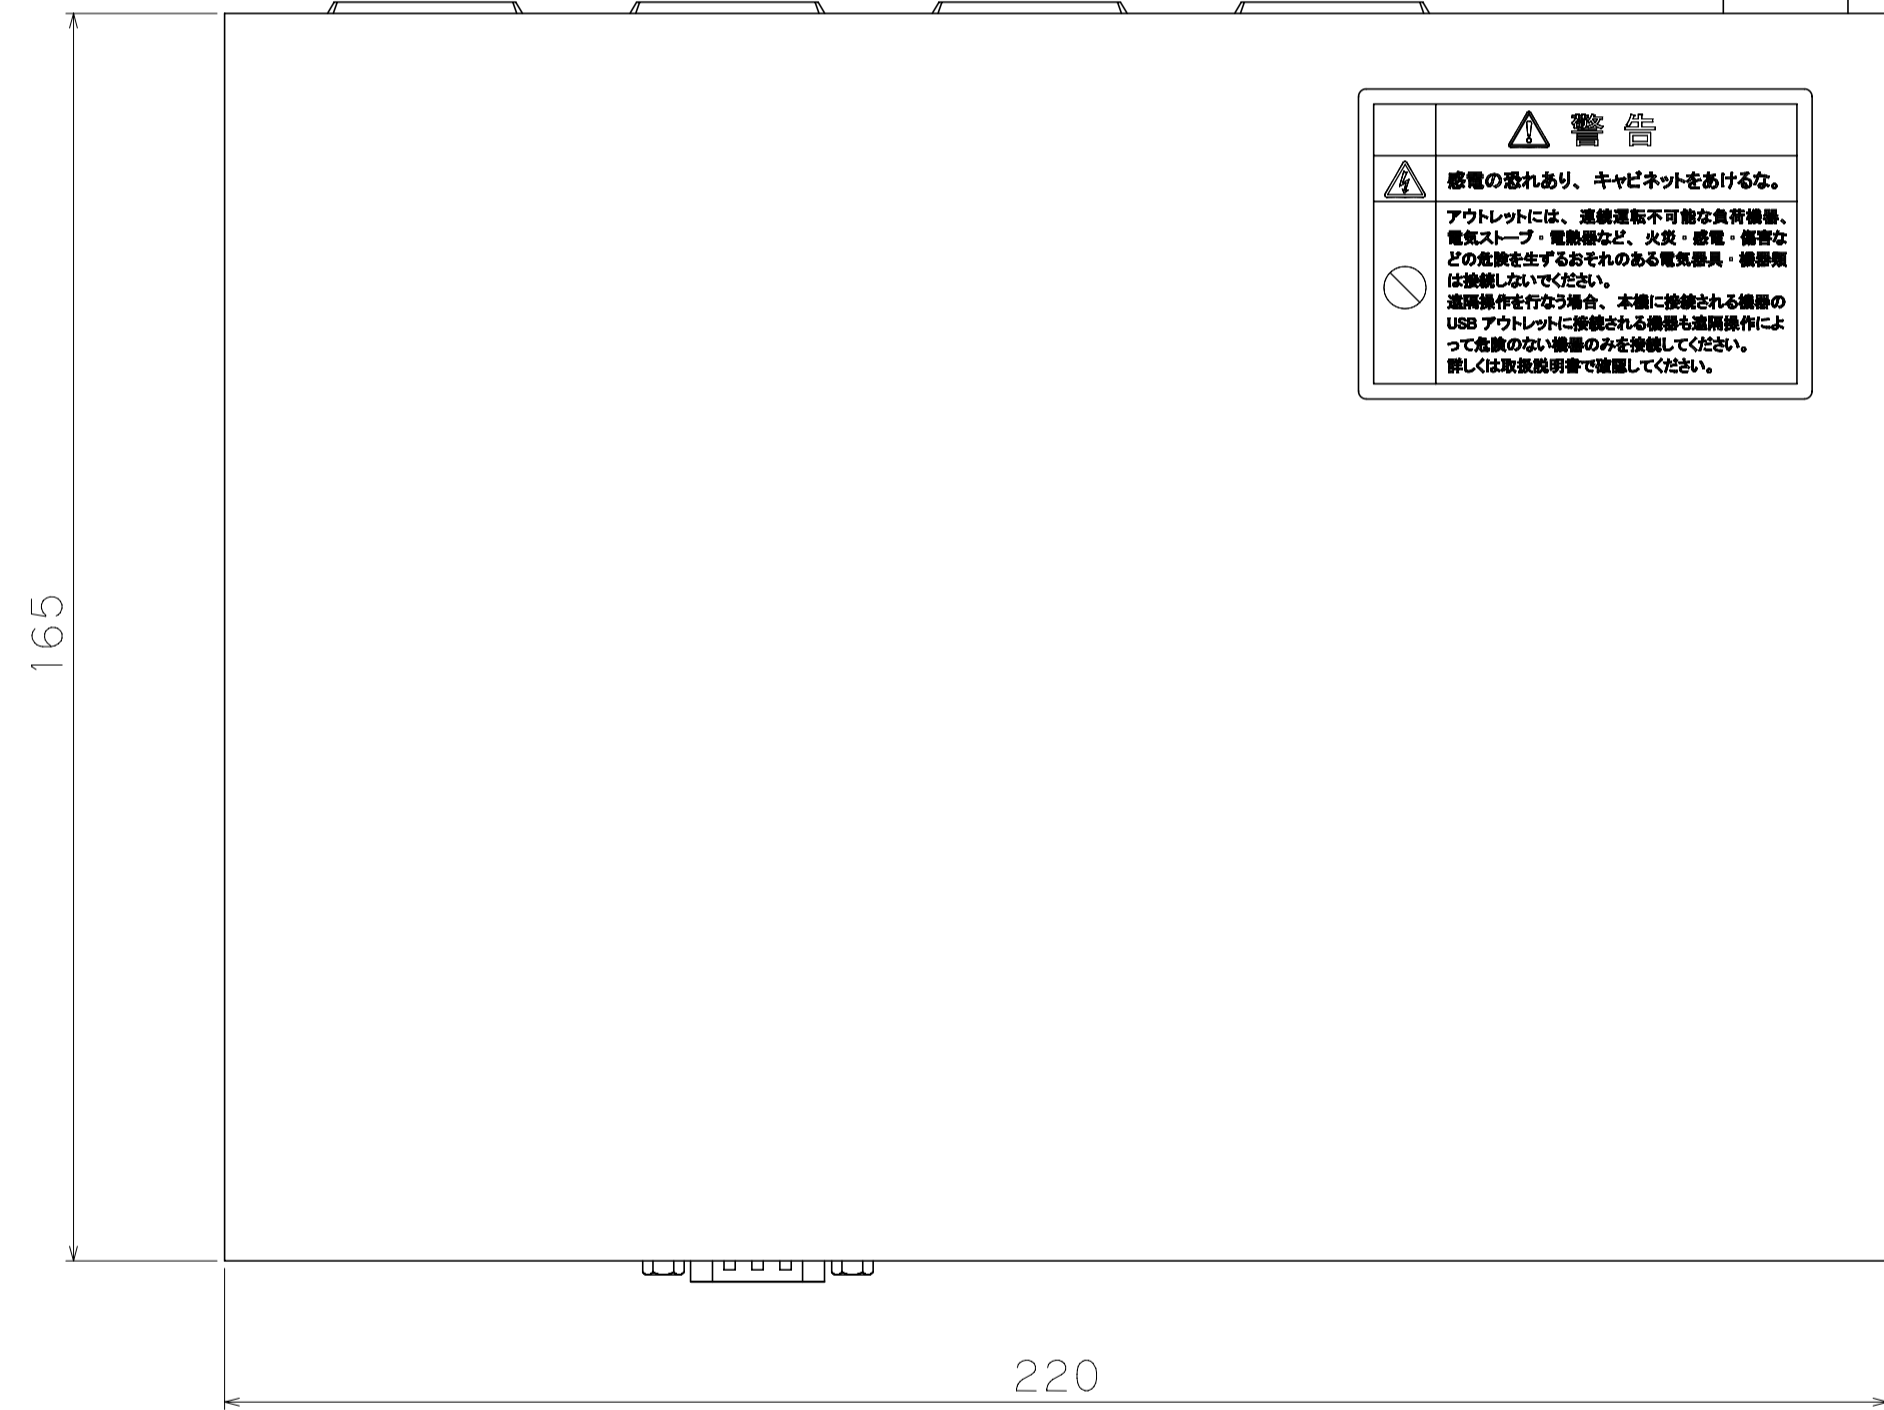 警告
感電の恐れあり、キャビネットをあけるな。
アウトレットには、連続運転不可能な負荷機器、
電気ストーブ・電熱器など、火災・感電・傷害な
どの危険を生ずるおそれのある電気器具・機器類
は接続しないでください。
遠隔操作を行なう場合、本機に接続される機器の
USB アウトレットに接続される機器も遠隔操作によ
って危険のない機器のみを接続してください。
詳しくは取扱説明書で確認してください。
165
220